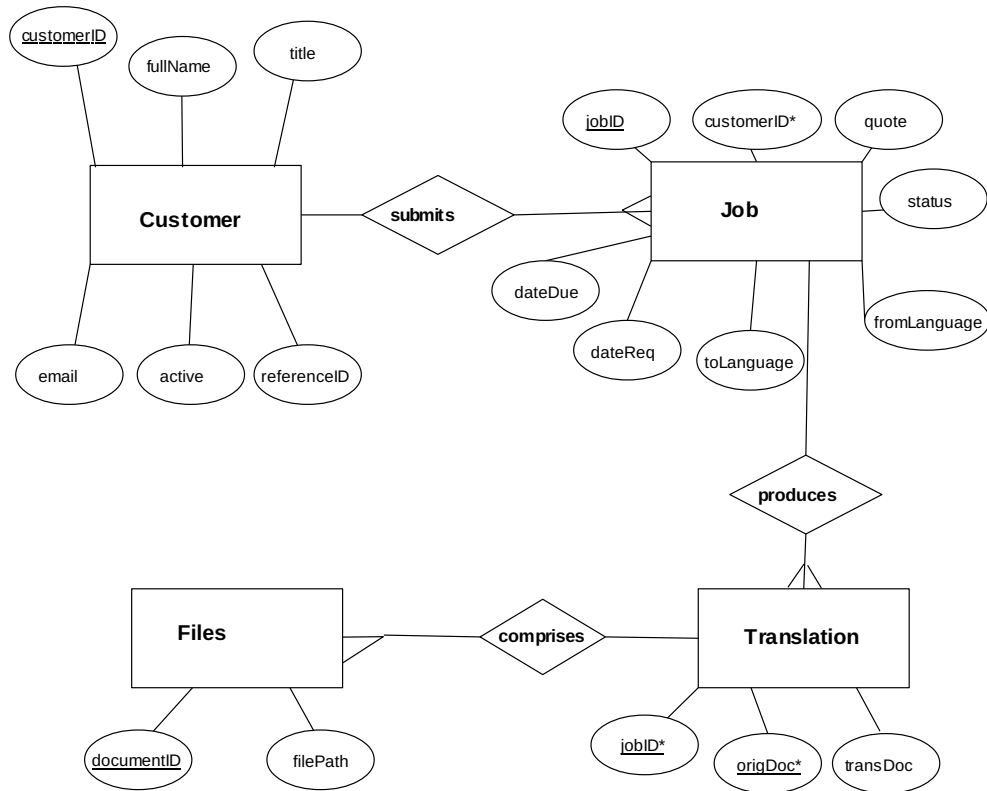 customerID
fullName
title
jobID
customerID*
quote
Customer
submits
Job
status
dateDue
fromLanguage
dateReq
toLanguage
email
active
referenceID
produces
Files
comprises
Translation
documentID
filePath
jobID*
origDoc*
transDoc